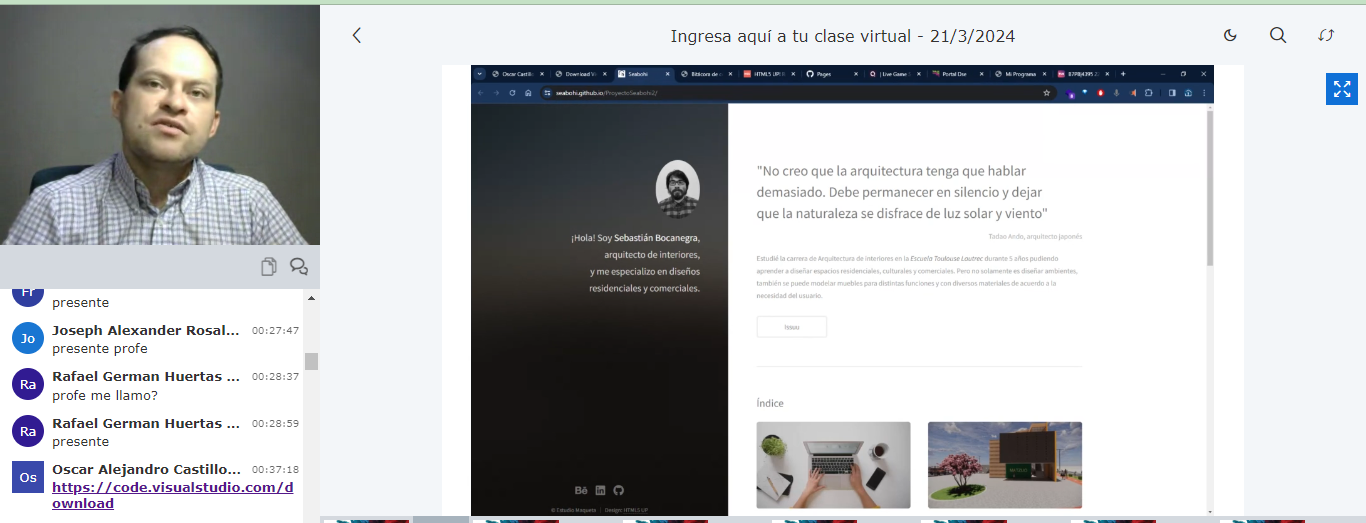 Ingresa aquí a tu clase virtual - 21/3/2024
Fr
presente
Jo
Joseph Alexander Rosal... 00:27:47
presente profe
Ra
Rafael German Huertas ... 00:28:37
profe me llamo?
Ra
Rafael German Huertas ... 00:28:59
presente
Os
Oscar Alejandro Castillo... 00:37:18
https://code.visualstudio.com/d
ownload
Oscar Castill Download Vi Seabohi Bitácora de HTML5 UPI Pages | Live Game Portal Dse Mi Programa
seabohi.github.io/ProyectoSeabohi2/
¡Hola! Soy Sebastián Bocanegra,
arquitecto de interiores,
y me especializo en diseños
residenciales y comerciales.
Bē
© Estudio Maqueta | Design: HTML5 UP
"No creo que la arquitectura tenga que hablar
demasiado. Debe permanecer en silencio y dejar
que la naturaleza se disfrace de luz solar y viento"
Tadao Ando, arquitecto japonés
Estudié la carrera de Arquitectura de interiores en la Escuela Toulouse Lautrec durante 5 años pudiendo
aprender a diseñar espacios residenciales, culturales y comerciales. Pero no solamente es diseñar ambientes,
también se puede modelar muebles para distintas funciones y con diversos materiales de acuerdo a la
necesidad del usuario.
Issuu
Índice